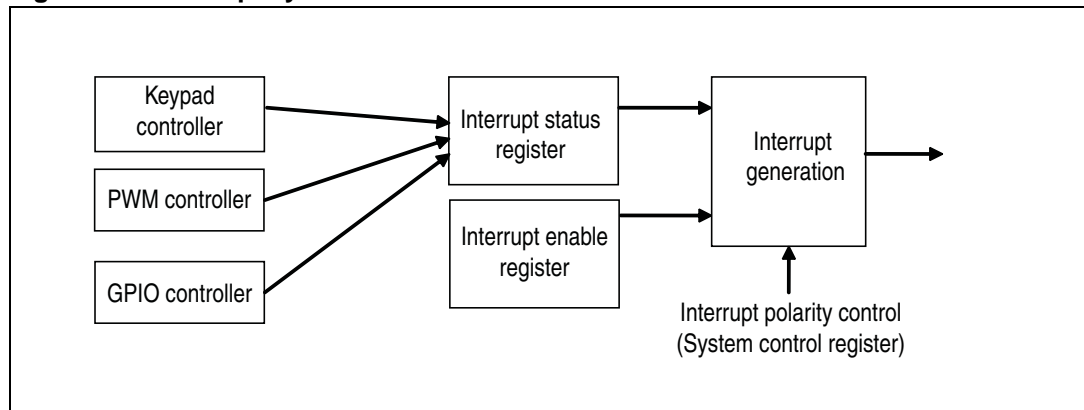 Keypad
controller
PWM controller
GPIO controller
Interrupt status
register
Interrupt enable
register
Interrupt
generation
Interrupt polarity control
(System control register)